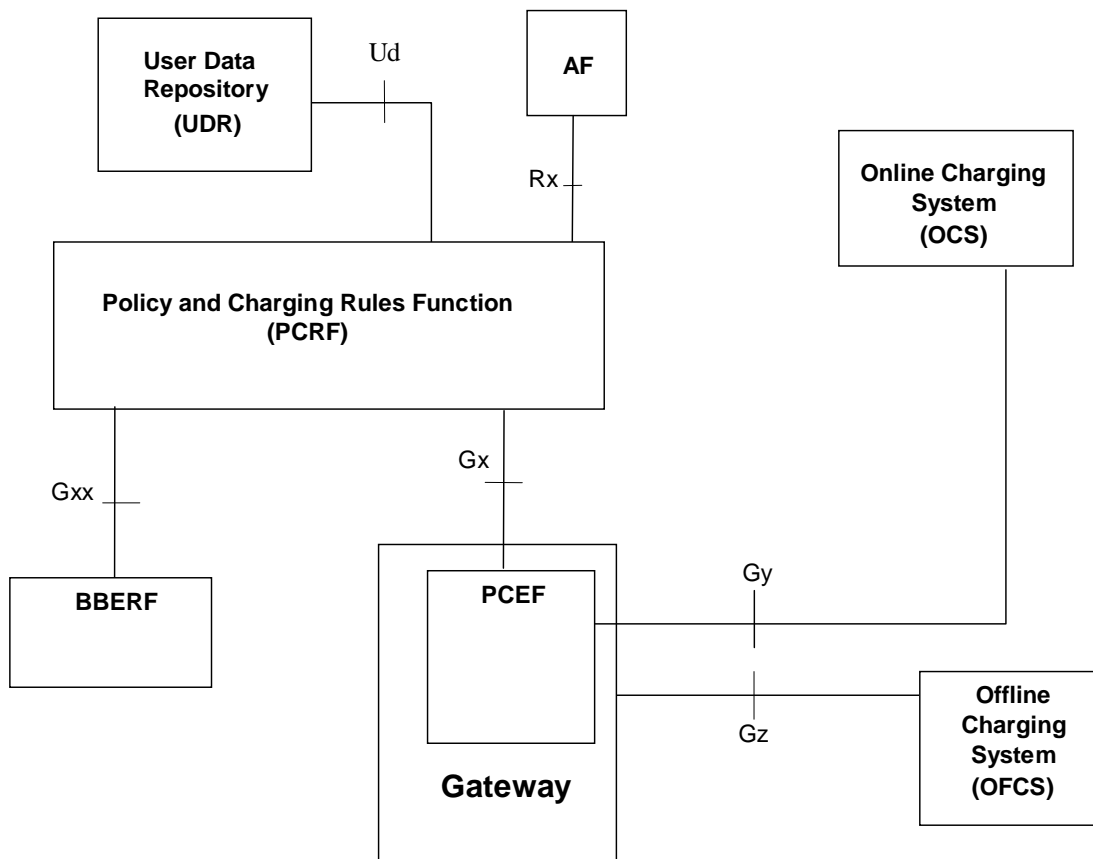 User Data
Repository
(UDR)
Ud
AF
Rx
Online Charging
System
(OCS)
Policy and Charging Rules Function
(PCRF)
Gxx
Gx
BBERF
PCEF
Gy
Gz
Offline
Charging
System
(OFCS)
Gateway